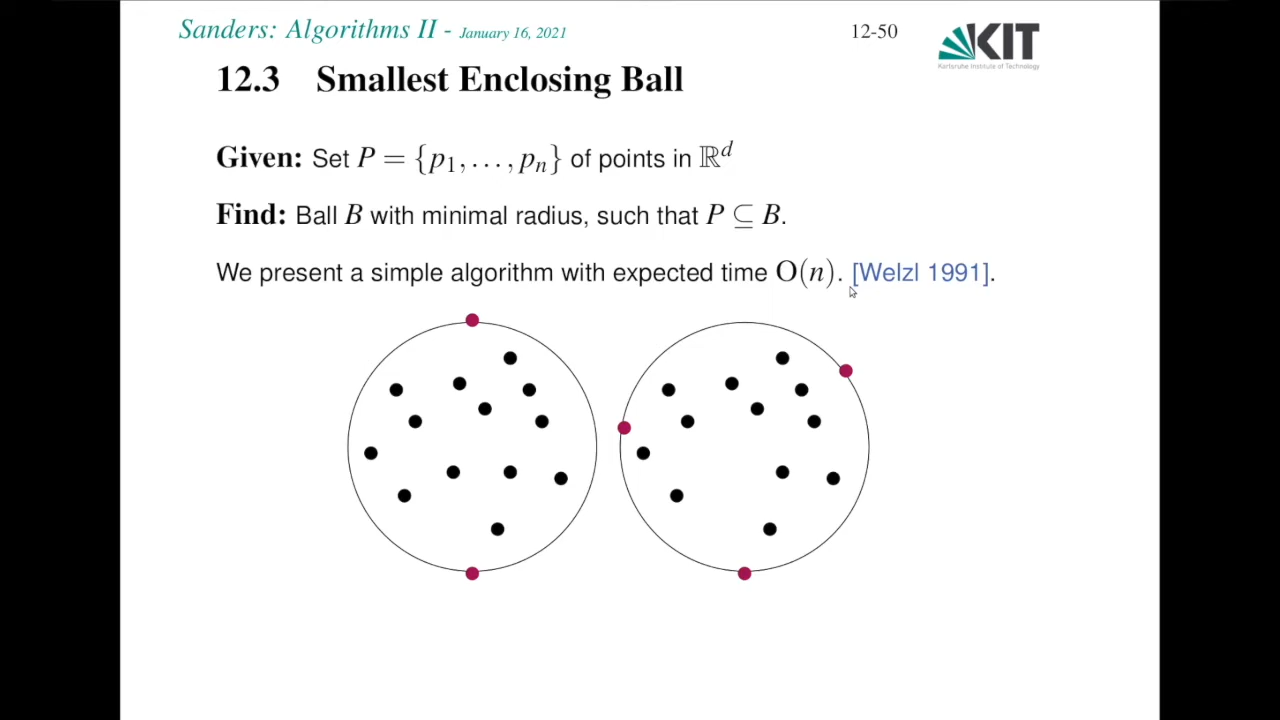 Sanders: Algorithms II - January 16, 2021
12-50
KIT
Karlsruhe Institute of Technology
12.3 Smallest Enclosing Ball
Given: Set P = {p₁, . . . , pₙ} of points in ℝᵈ
Find: Ball B with minimal radius, such that P ⊆ B.
We present a simple algorithm with expected time O(n). [Welzl 1991].